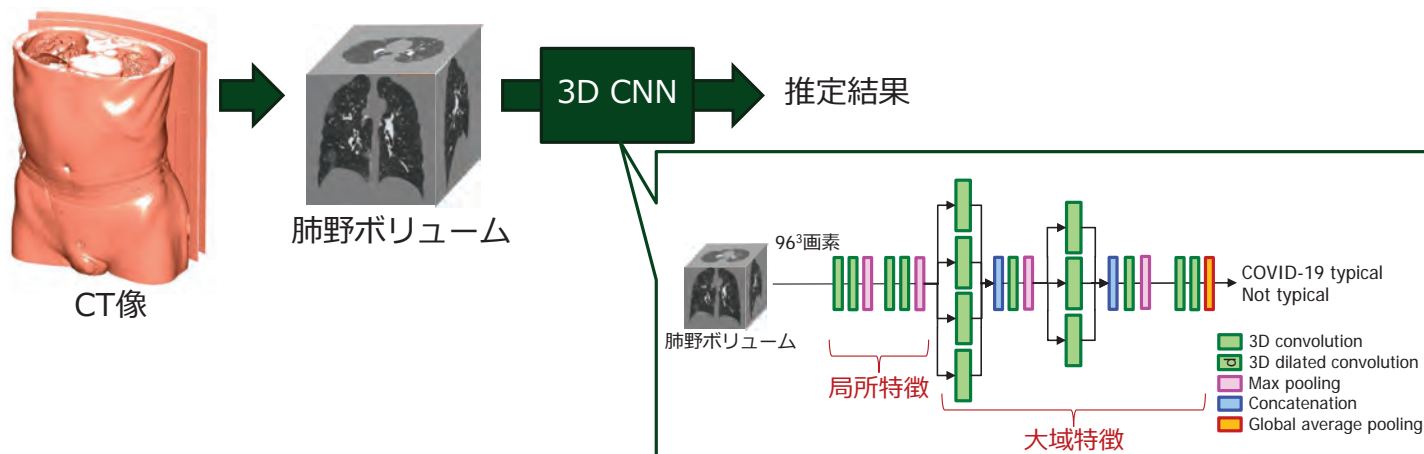 CT像
肺野ボリューム
3D CNN
推定結果
96³画素
肺野ボリューム
局所特徴
大域特徴
COVID-19 typical
Not typical
3D convolution
d
3D dilated convolution
Max pooling
Concatenation
Global average pooling